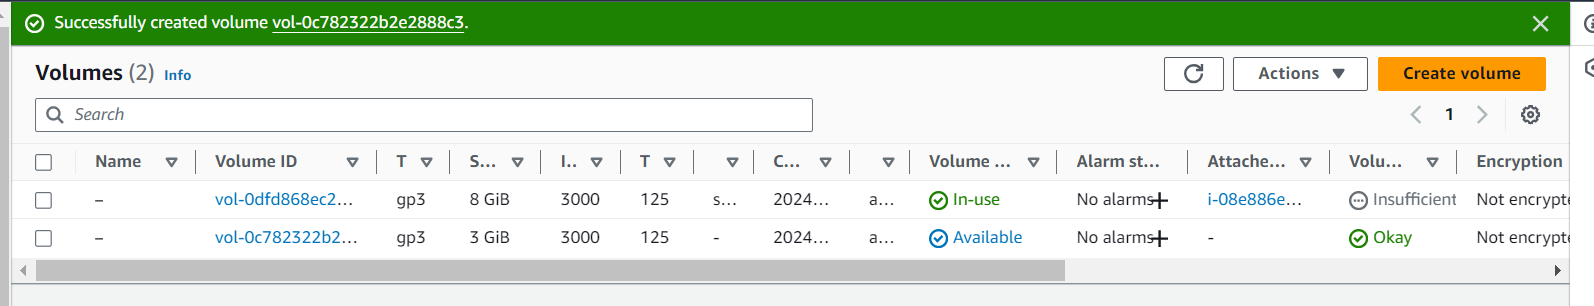 Successfully created volume vol-0c782322b2e2888c3.
Volumes (2) Info
Actions
Create volume
Search
1
Name Volume ID T S... I.. T C... Volume ... Alarm st... Attache... Volu... Encryption
– vol-0dfd868ec2... gp3 8 GiB 3000 125 s... 2024... a... In-use No alarms i-08e886e... Insufficient Not encrypte
– vol-0c782322b2... gp3 3 GiB 3000 125 - 2024... a... Available No alarms - Okay Not encrypte